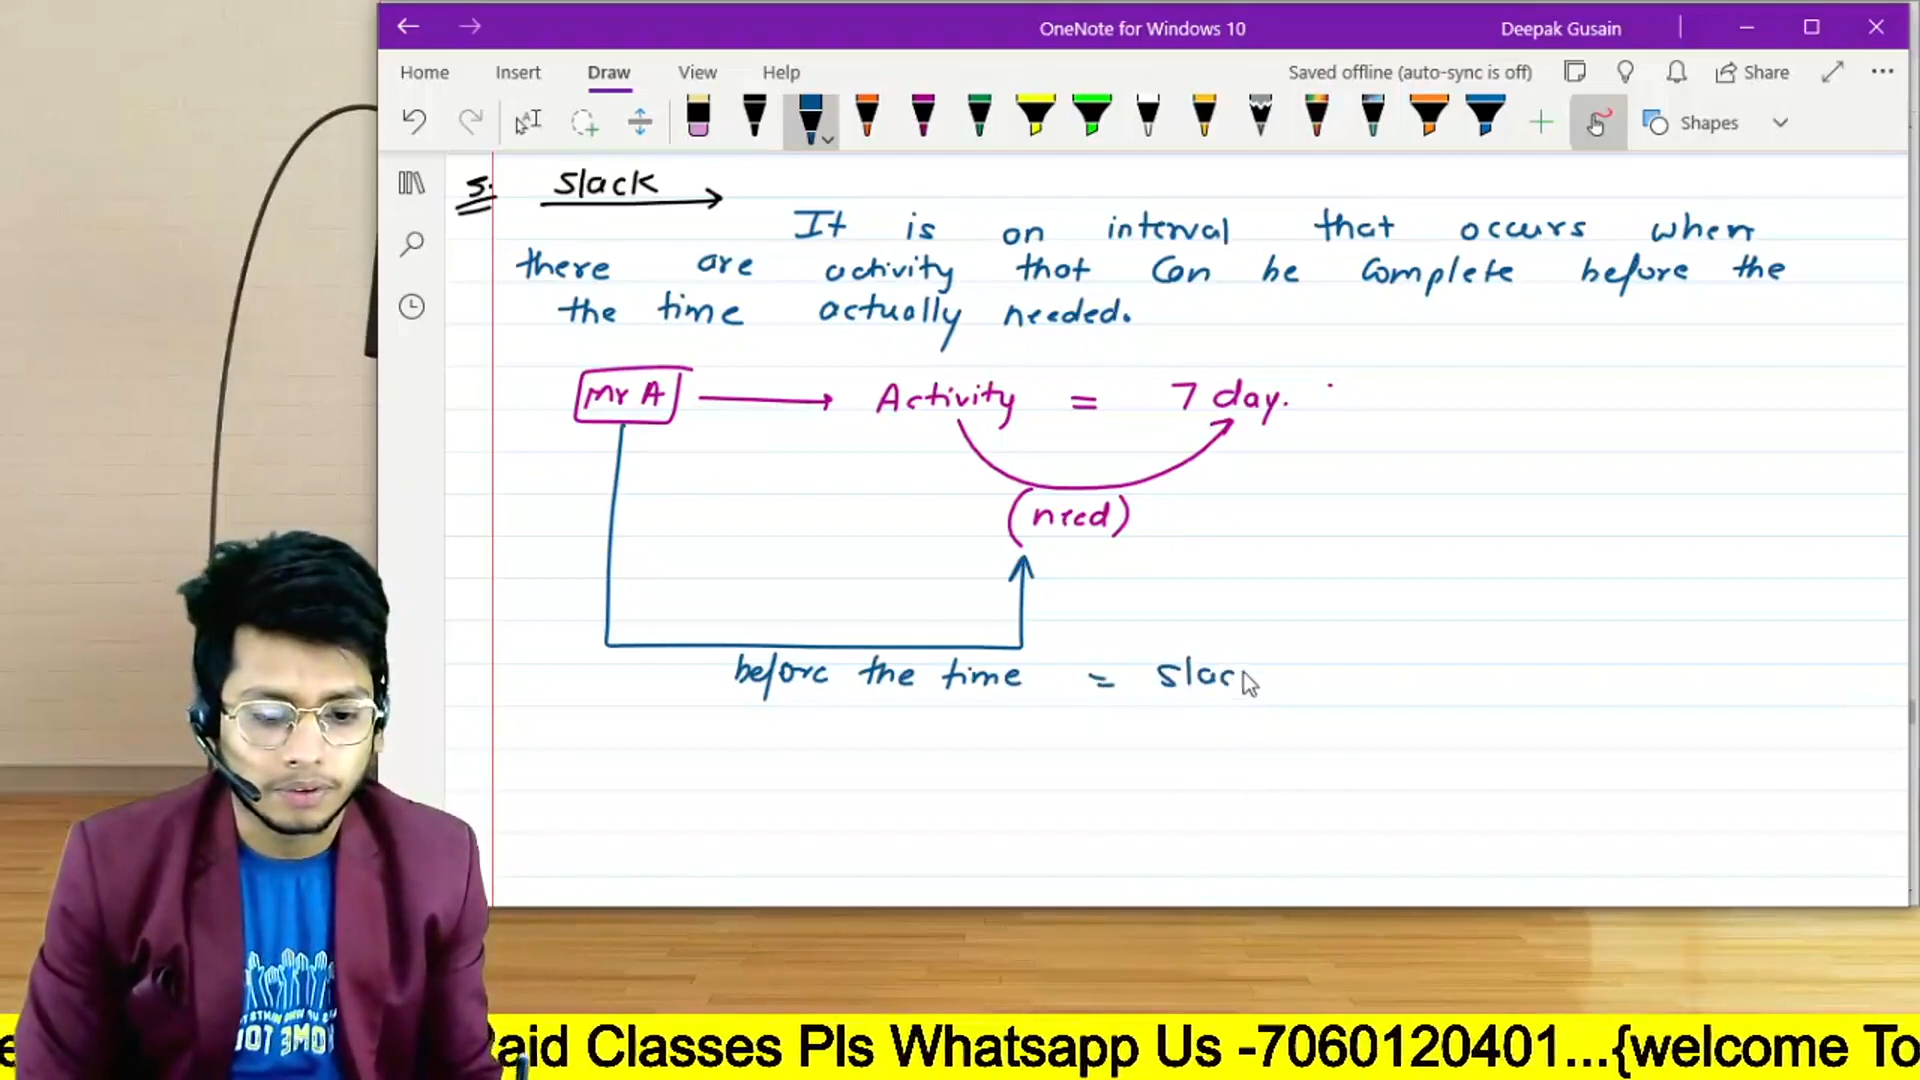 OneNote for Windows 10
Deepak Gusain
Home Insert Draw View Help
Saved offline (auto-sync is off)
Share
Shapes
5. Slack
It is on interval that occurs when
there are activity that Can be Complete before the
the time actually needed.
Mr A Activity = 7 day.
(need)
before the time = slac
HOME TO
aid Classes Pls Whatsapp Us -7060120401...{welcome To